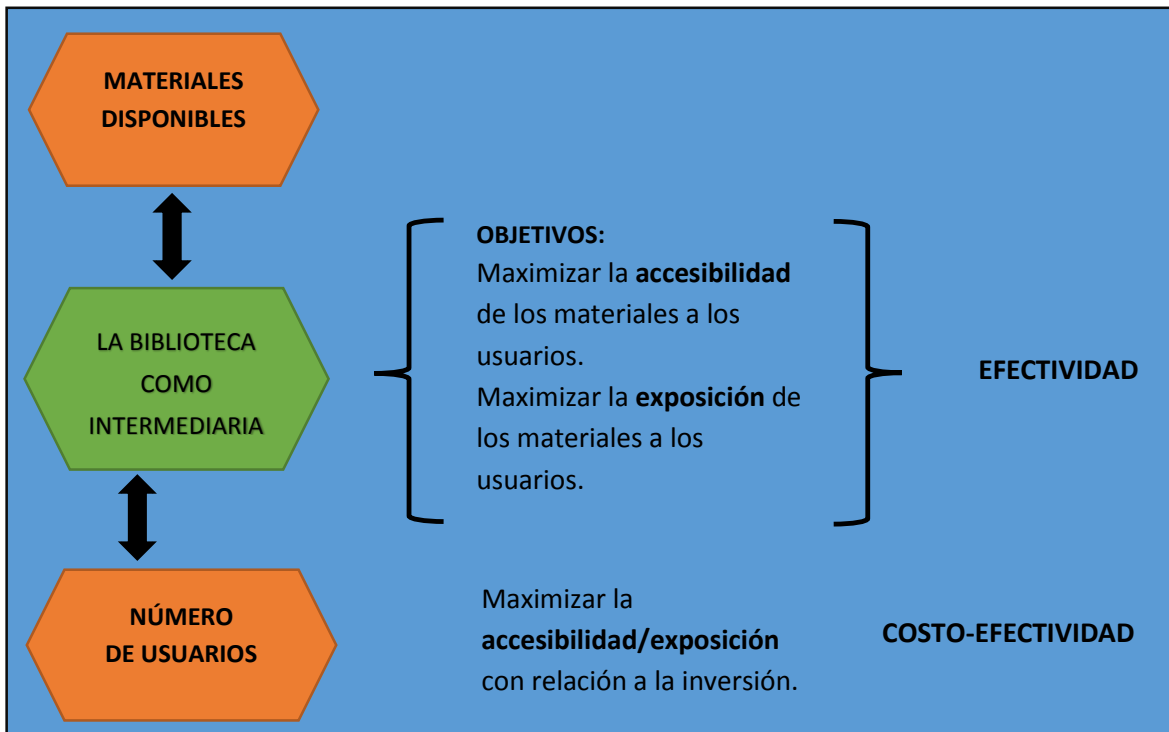 MATERIALES
DISPONIBLES
LA BIBLIOTECA
COMO
INTERMEDIARIA
NÚMERO
DE USUARIOS
OBJETIVOS:
Maximizar la accesibilidad
de los materiales a los
usuarios.
Maximizar la exposición de
los materiales a los
usuarios.
EFECTIVIDAD
Maximizar la
accesibilidad/exposición
con relación a la inversión.
COSTO-EFECTIVIDAD